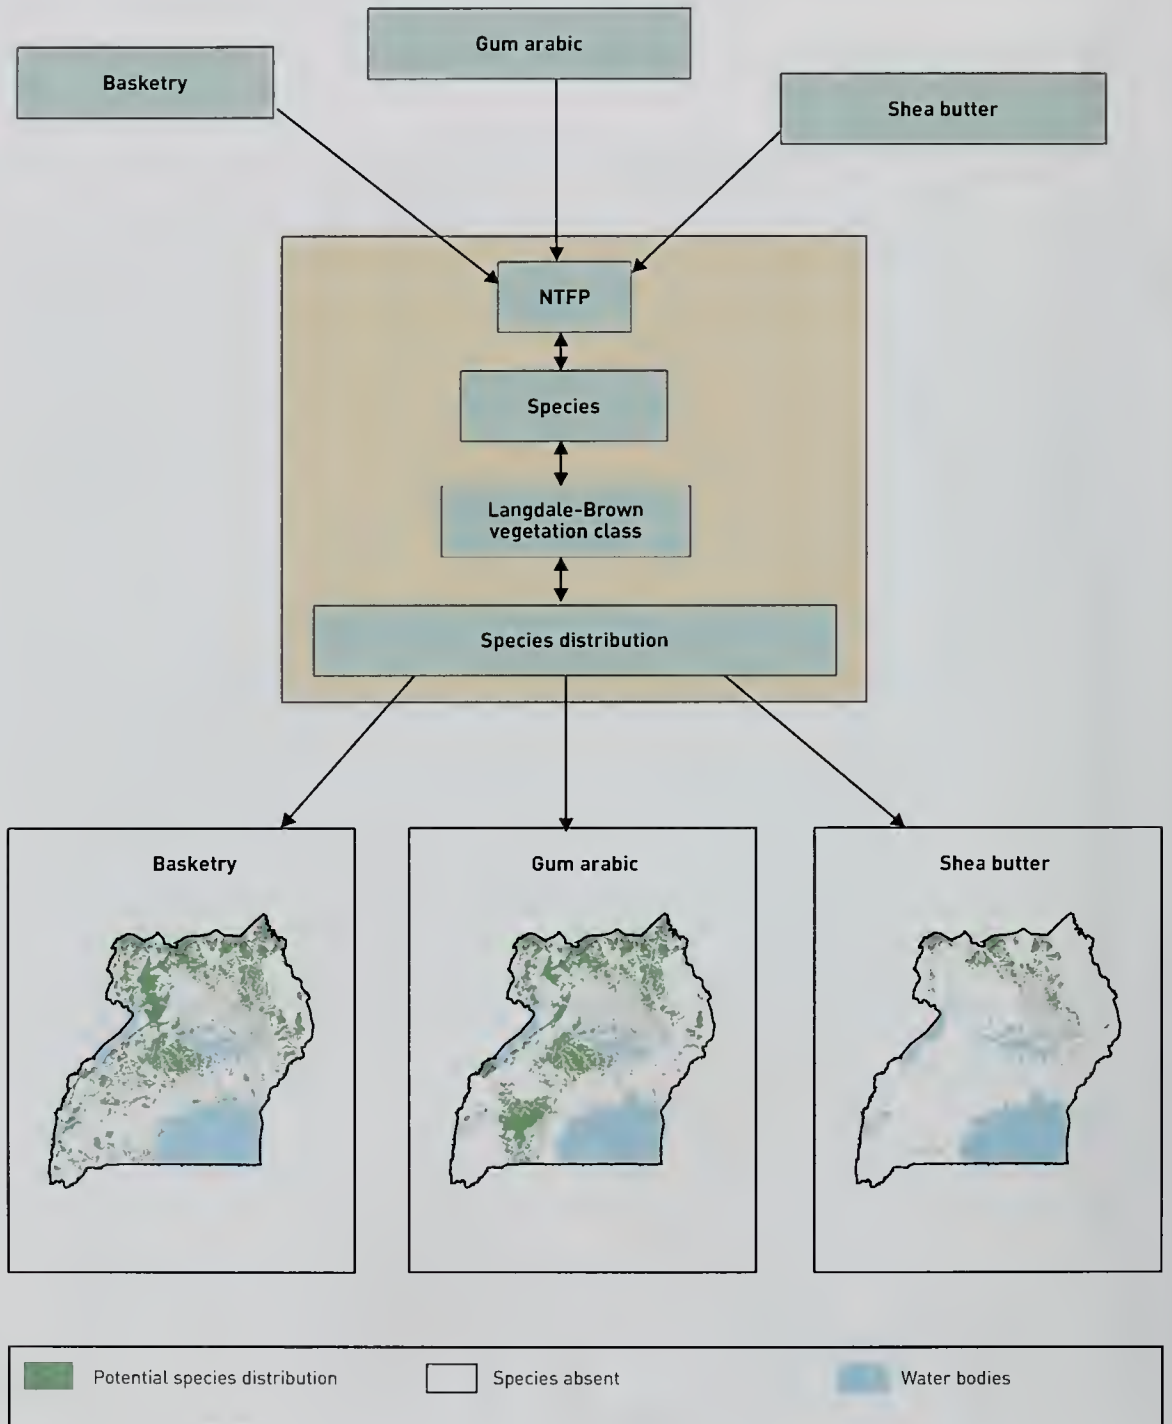 Gum arabic
Basketry
Shea butter
NTFP
Species
Langdale-Brown
vegetation class
Species distribution
Basketry
Gum arabic
Shea butter
Potential species distribution
Species absent
Water bodies